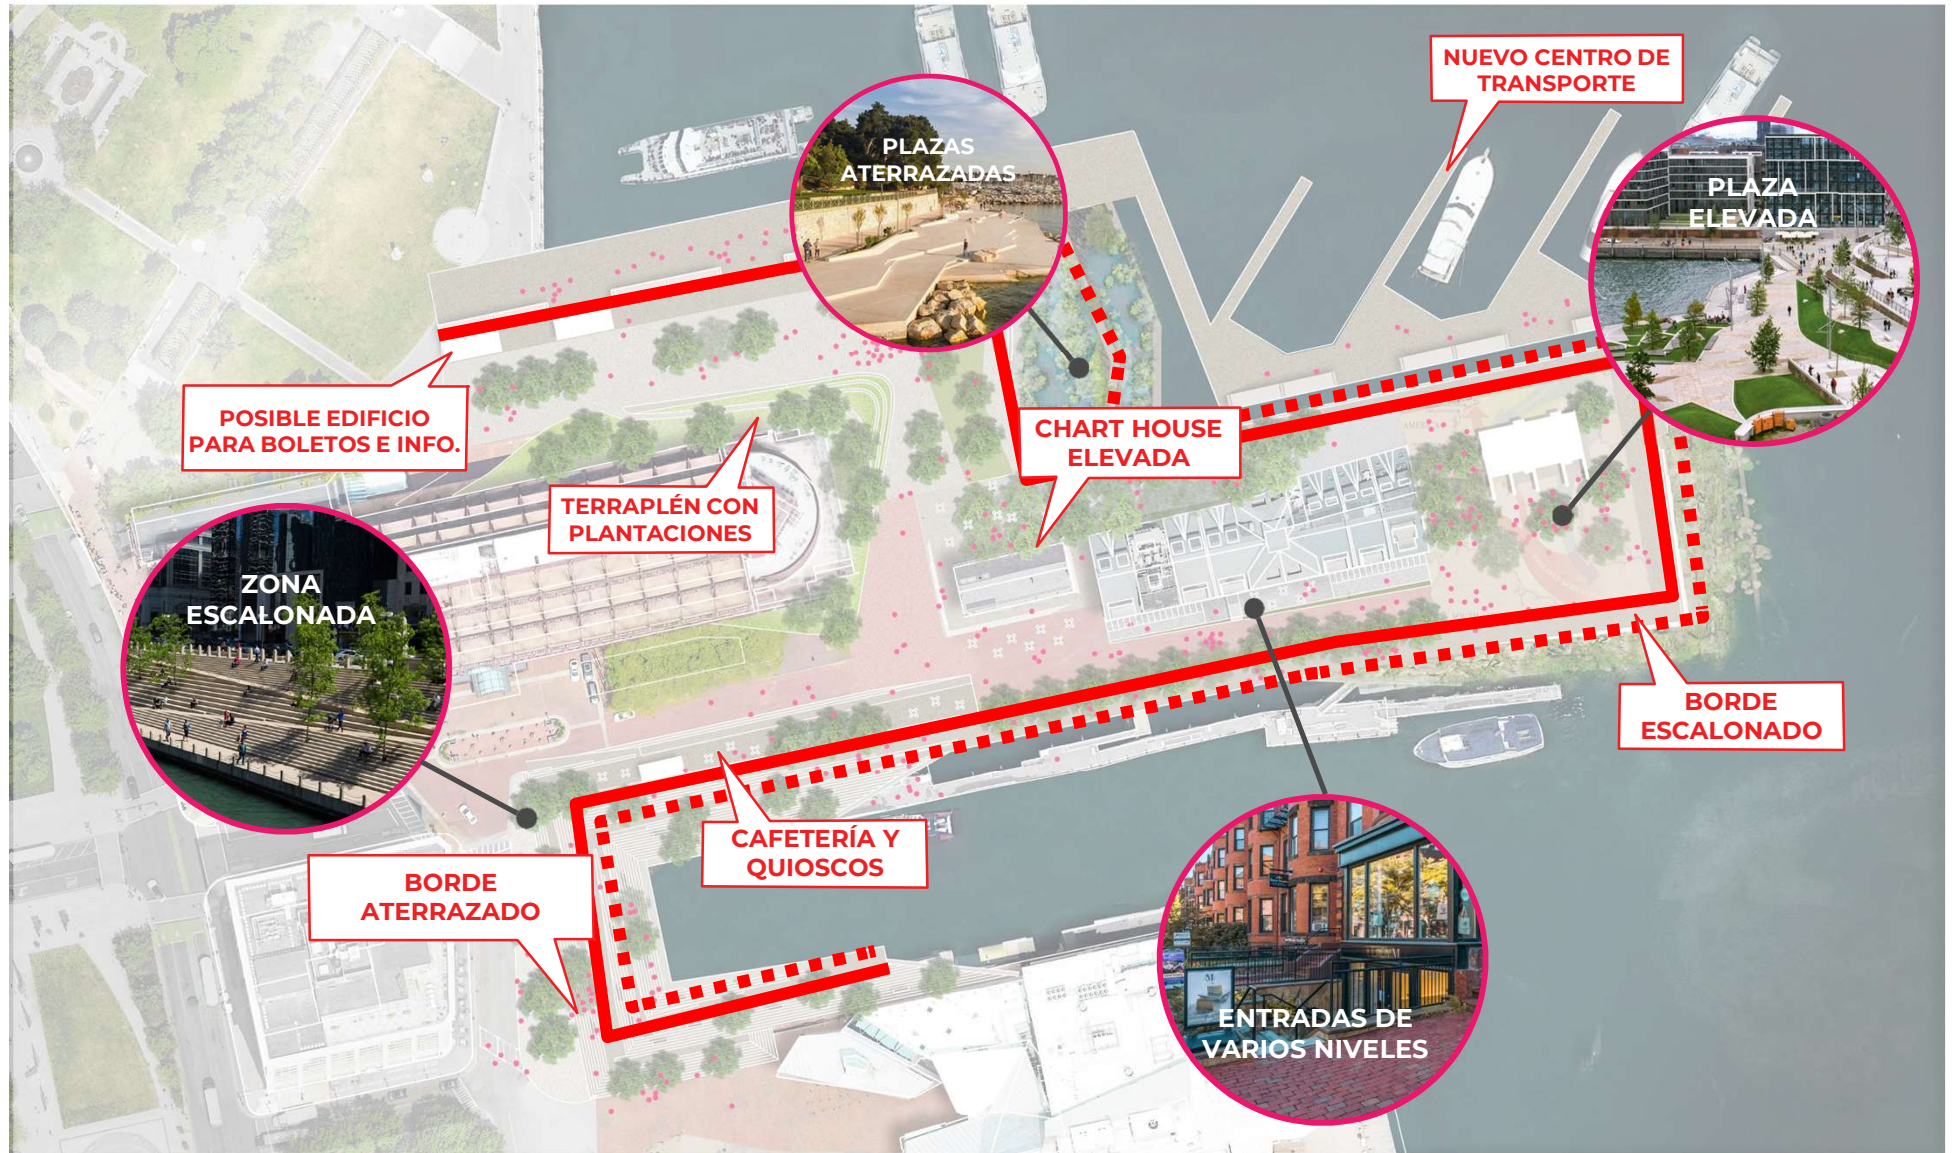 NUEVO CENTRO DE
TRANSPORTE
PLAZAS
ATERRAZADAS
PLAZA
ELEVADA
POSIBLE EDIFICIO
PARA BOLETOS E INFO.
CHART HOUSE
ELEVADA
TERRAPLÉN CON
PLANTACIONES
ZONA
ESCALONADA
BORDE
ESCALONADO
CAFETERÍA Y
QUIOSCOS
BORDE
ATERRAZADO
ENTRADAS DE
VARIOS NIVELES